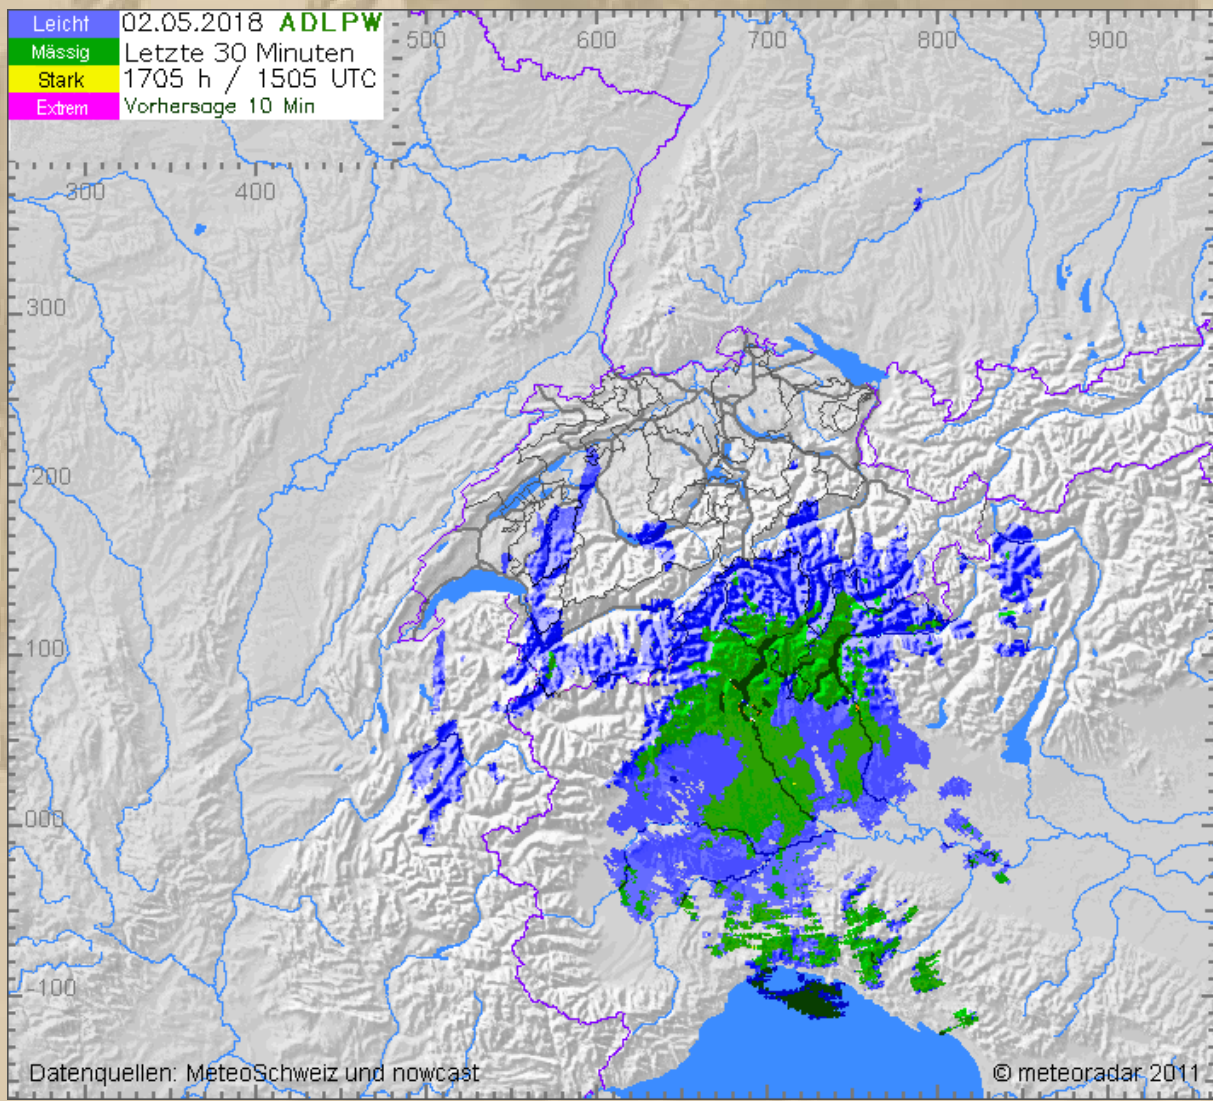 Leicht 02.05.2018 ADLPW
Mässig Letzte 30 Minuten
Stark 1705 h / 1505 UTC
Extrem Vorhersage 10 Min
500 600 700 800 900
300 400
300
200
100
000
-100
Datenquellen: MeteoSchweiz und nowcast © meteoradar 2011